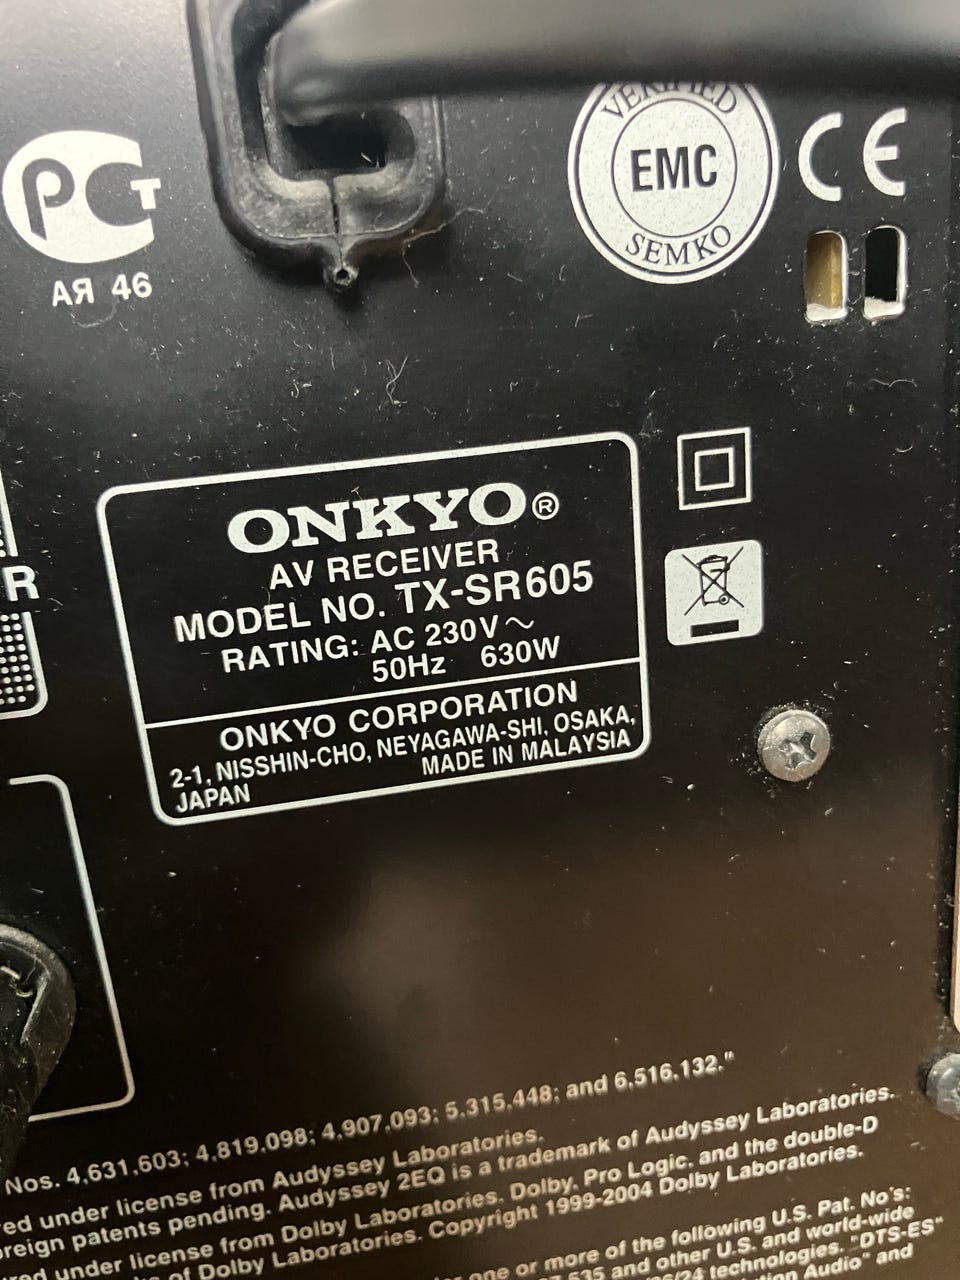 VERIFIED
EMC
SEMKO
CE
РСТ
АЯ 46
R
ONKYO®
AV RECEIVER
MODEL NO. TX-SR605
RATING: AC 230V~
50Hz 630W
ONKYO CORPORATION
2-1, NISSHIN-CHO, NEYAGAWA-SHI, OSAKA,
JAPAN MADE IN MALAYSIA
Nos. 4,631,603; 4,819,098; 4,907,093; 5,315,448; and 6,516,132."
under license from Audyssey Laboratories.
patents pending. Audyssey 2EQ is a trademark of Audyssey Laboratories.
under license from Dolby Laboratories. Dolby, Pro Logic, and the double-D
of Dolby Laboratories. Copyright 1999-2004 Dolby Laboratories.
one or more of the following U.S. Pat. No's:
535 and other U.S. and world-wide
technologies. "DTS-ES"
Audio" and